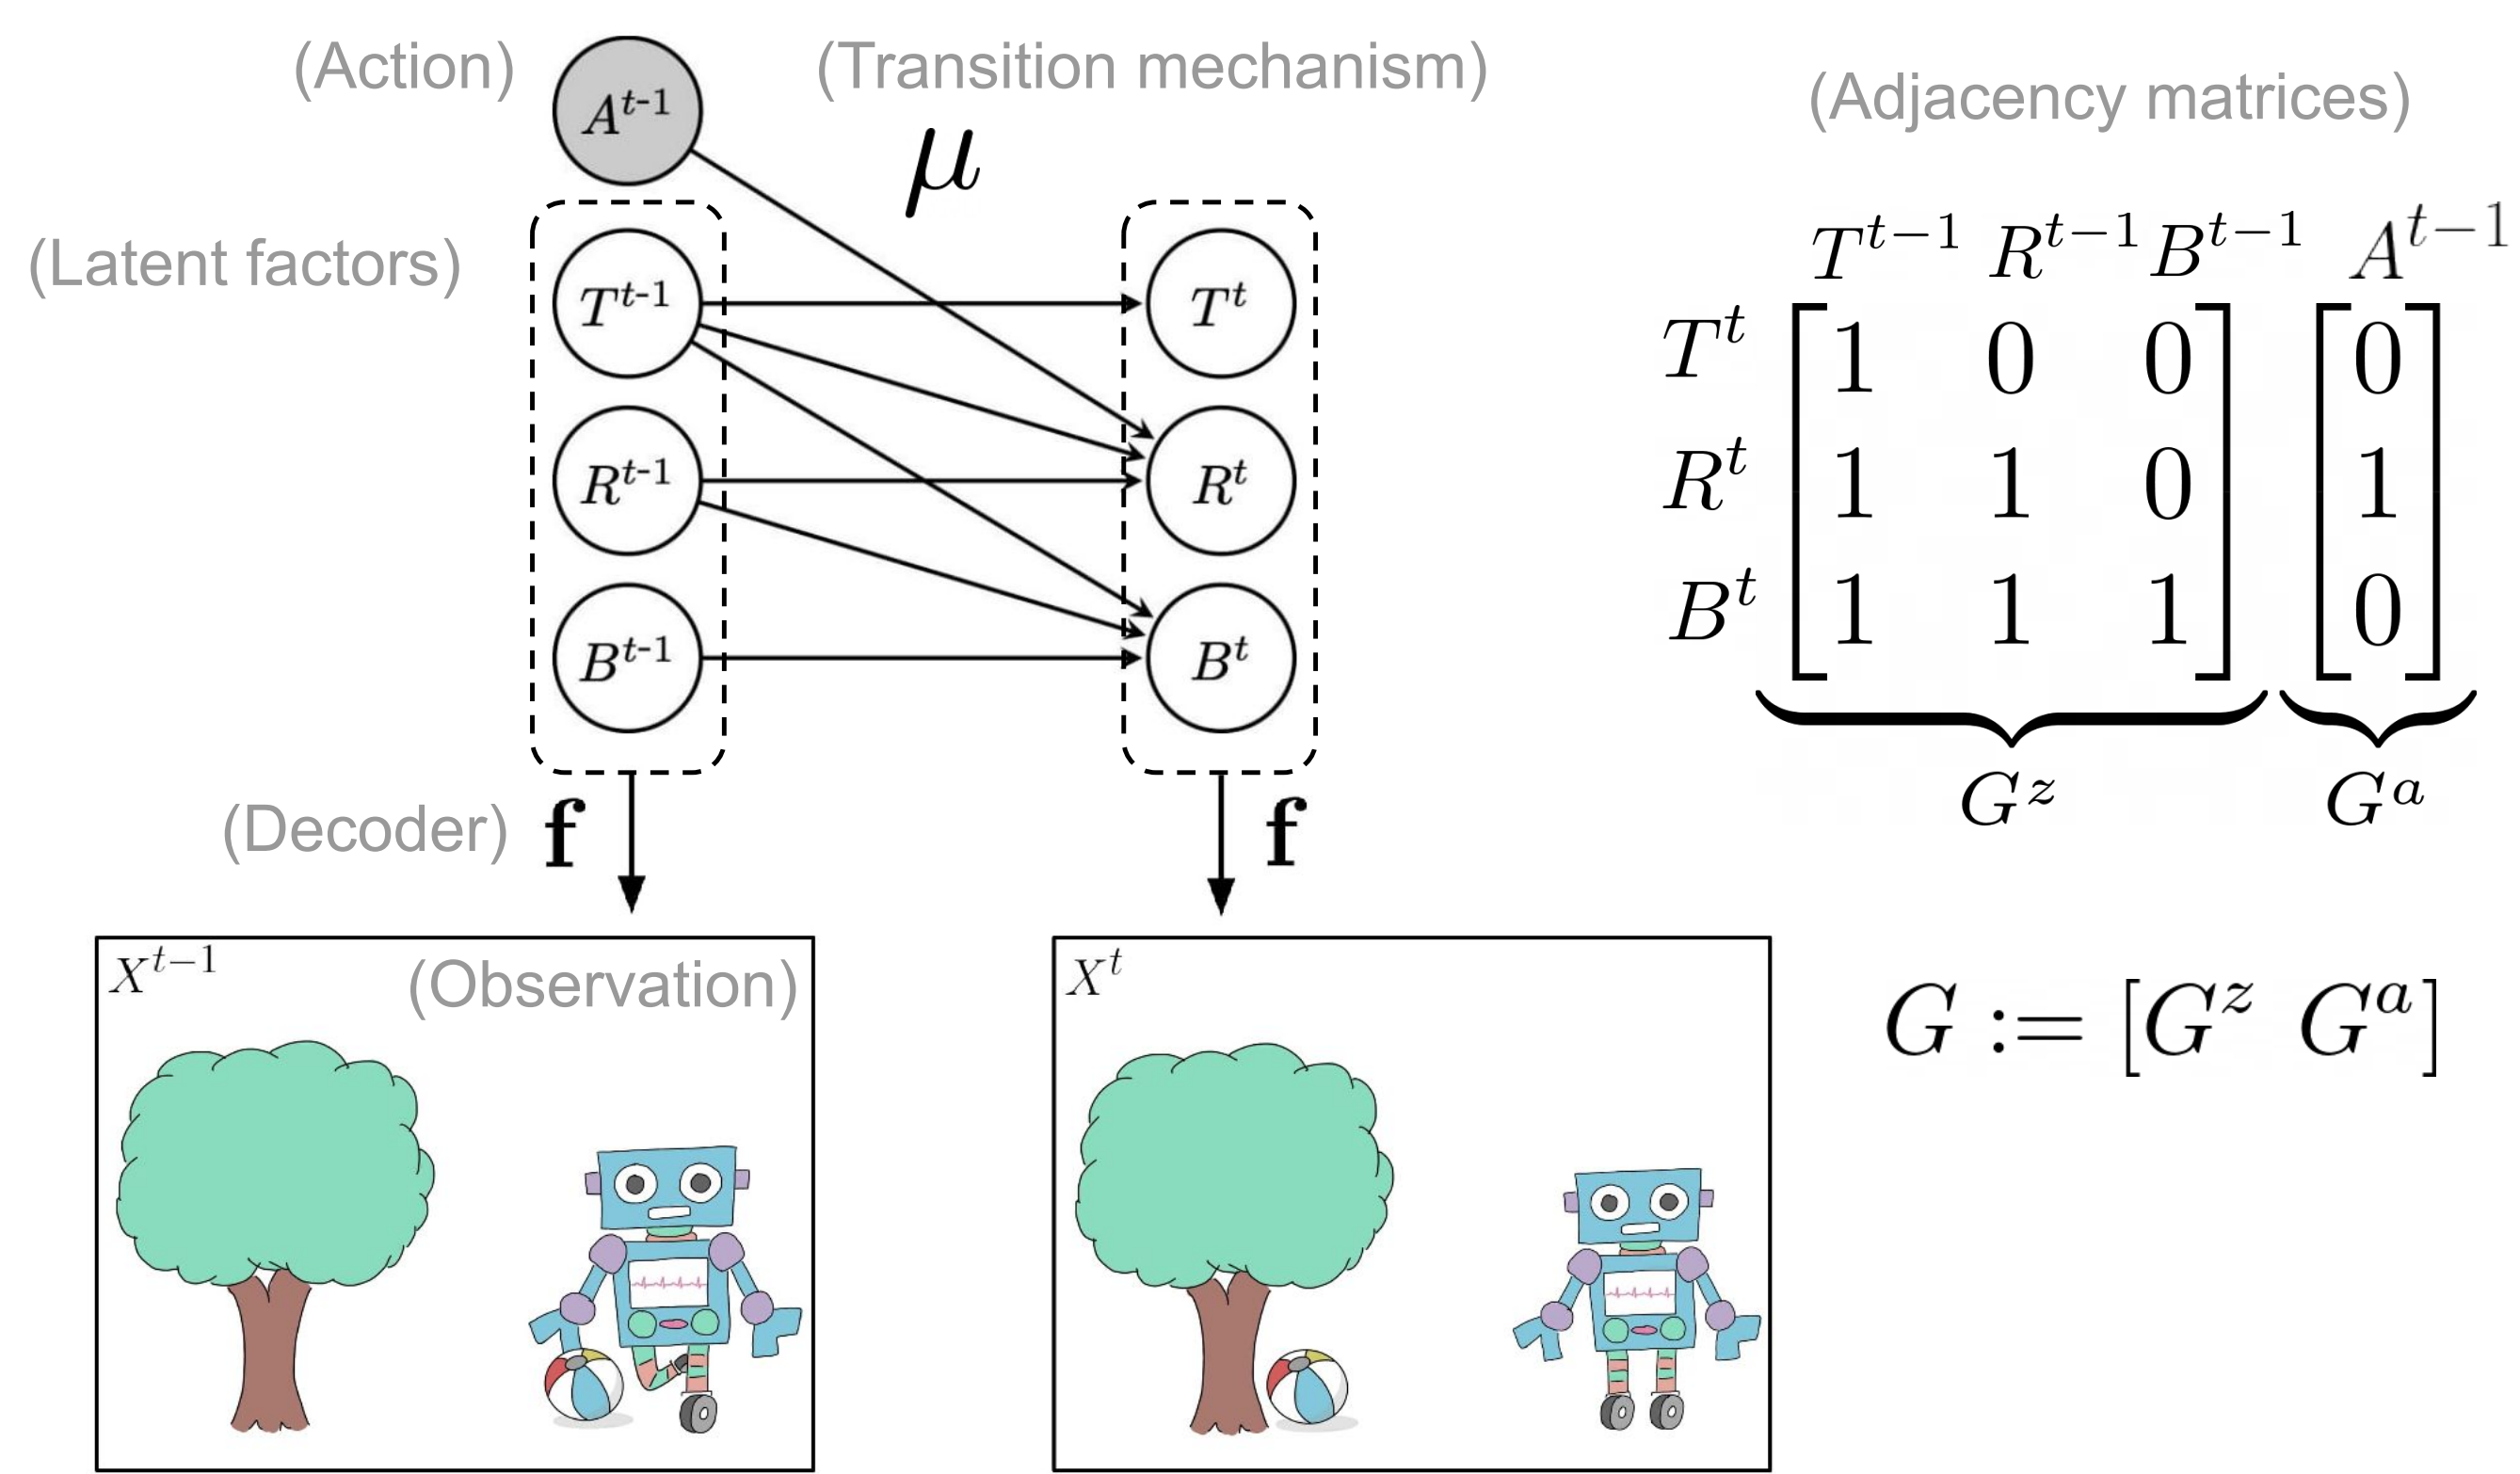 (Action)
(Transition mechanism)
(Adjacency matrices)
A^{t-1}
μ
(Latent factors)
T^{t-1}
T^t
R^{t-1}
R^t
B^{t-1}
B^t
T^{t-1} R^{t-1} B^{t-1} A^{t-1}
T^t 1 0 0 0
R^t 1 1 0 1
B^t 1 1 1 0
G^z G^a
(Decoder) f
f
X^{t-1}
(Observation)
X^t
G := [G^z G^a]